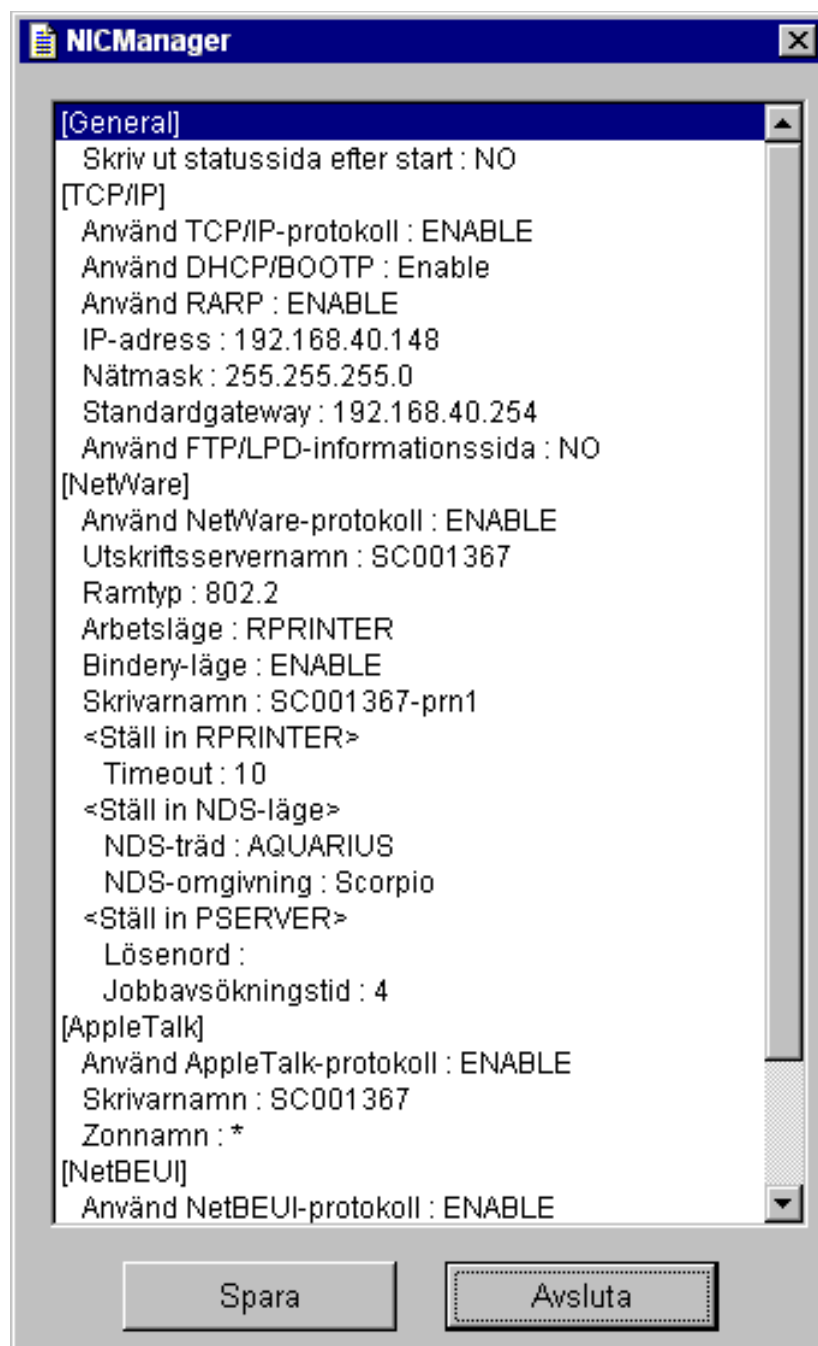 NICManager
[General]
Skriv ut statussida efter start : NO
[TCP/IP]
Använd TCP/IP-protokoll : ENABLE
Använd DHCP/BOOTP : Enable
Använd RARP : ENABLE
IP-adress : 192.168.40.148
Nätmask : 255.255.255.0
Standardgateway : 192.168.40.254
Använd FTP/LPD-informationssida : NO
[NetWare]
Använd NetWare-protokoll : ENABLE
Utskriftsservernamn : SC001367
Ramtyp : 802.2
Arbetsläge : RPRINTER
Bindery-läge : ENABLE
Skrivarnamn : SC001367-prn1
<Ställ in RPRINTER>
Timeout : 10
<Ställ in NDS-läge>
NDS-träd : AQUARIUS
NDS-omgivning : Scorpio
<Ställ in PSERVER>
Lösenord :
Jobbavsökningstid : 4
[AppleTalk]
Använd AppleTalk-protokoll : ENABLE
Skrivarnamn : SC001367
Zonnamn : *
[NetBEUI]
Använd NetBEUI-protokoll : ENABLE
Spara
Avsluta